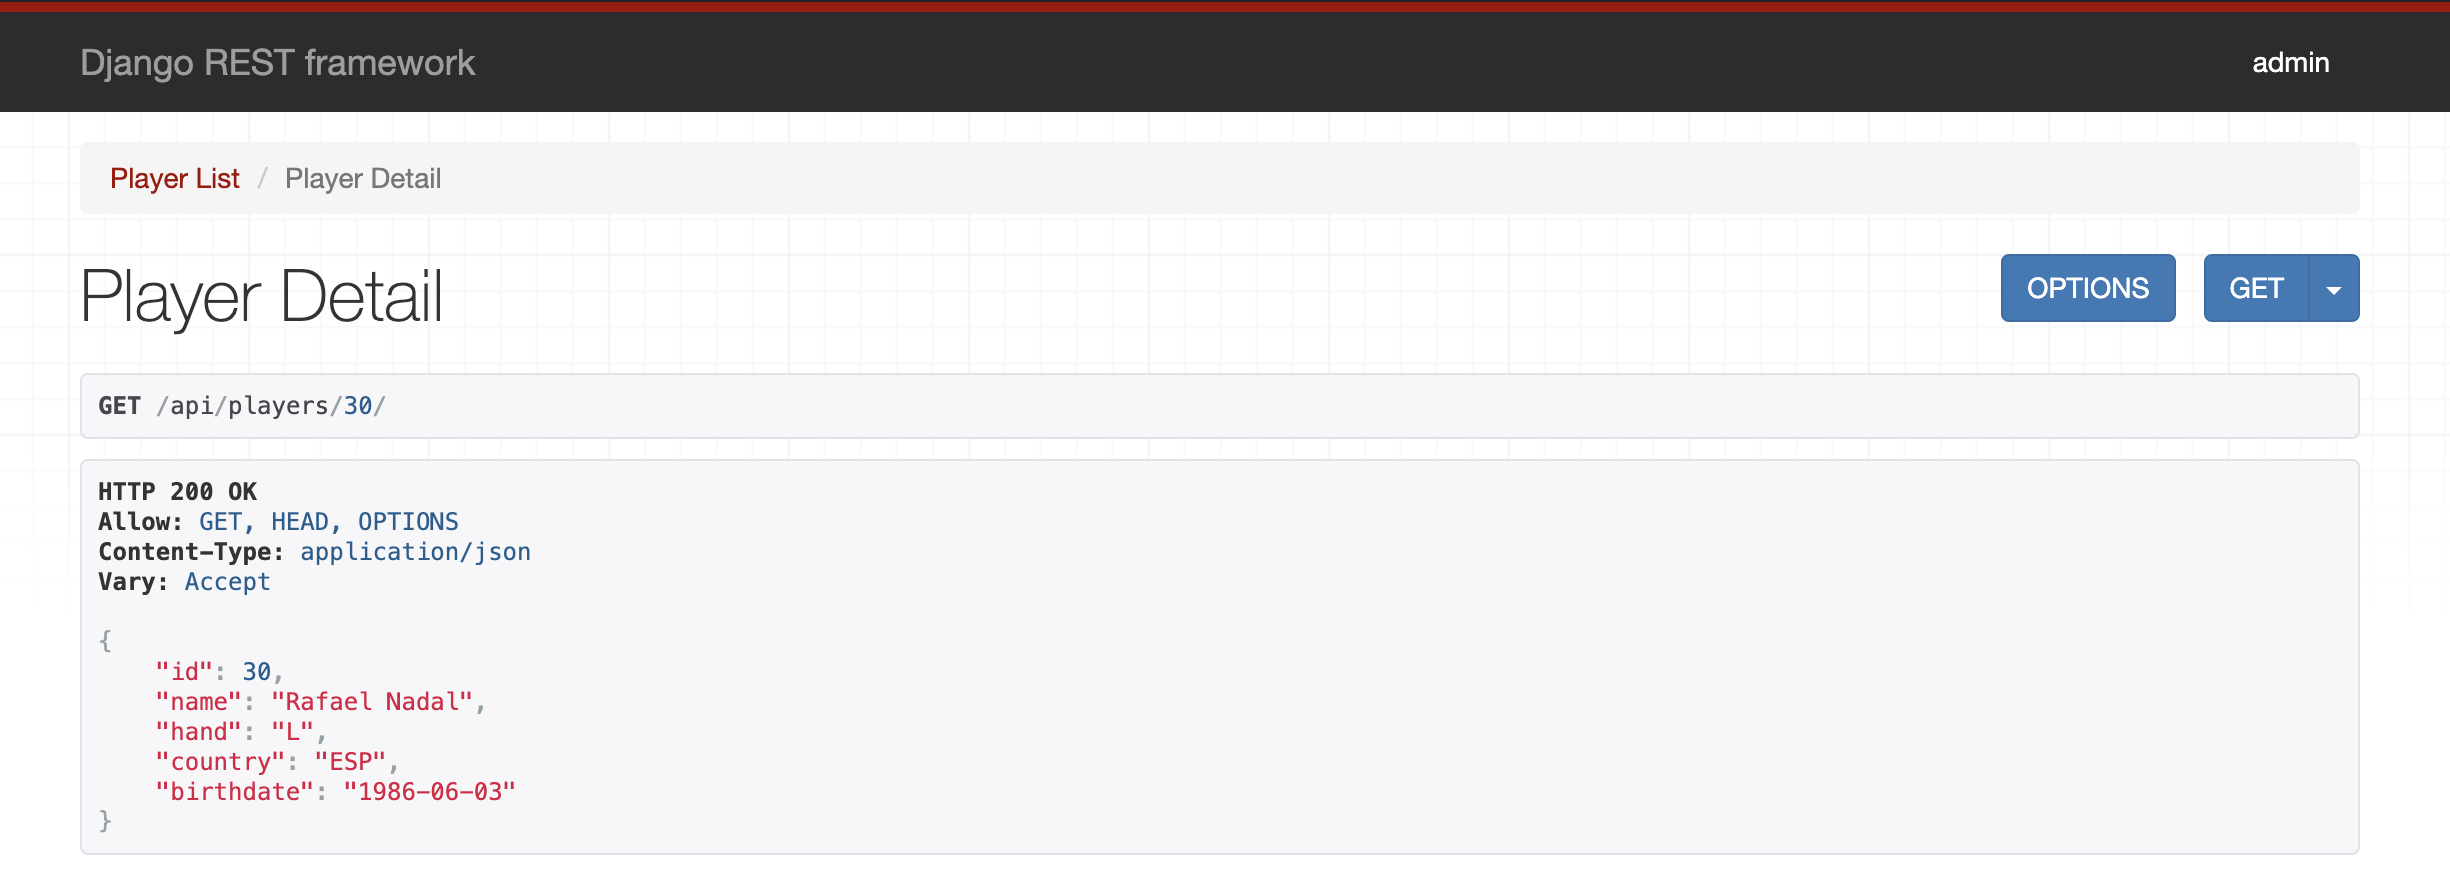 Django REST framework
admin
Player List / Player Detail
Player Detail
OPTIONS
GET
GET /api/players/30/
HTTP 200 OK
Allow: GET, HEAD, OPTIONS
Content-Type: application/json
Vary: Accept
{
    "id": 30,
    "name": "Rafael Nadal",
    "hand": "L",
    "country": "ESP",
    "birthdate": "1986-06-03"
}